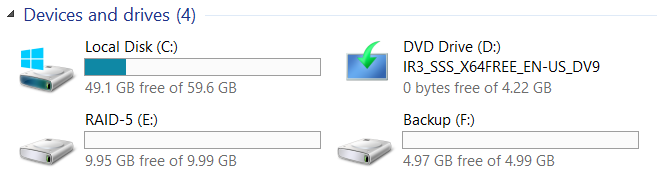 Devices and drives (4)
Local Disk (C:)
49.1 GB free of 59.6 GB
DVD Drive (D:)
IR3_SSS_X64FREE_EN-US_DV9
0 bytes free of 4.22 GB
RAID-5 (E:)
9.95 GB free of 9.99 GB
Backup (F:)
4.97 GB free of 4.99 GB